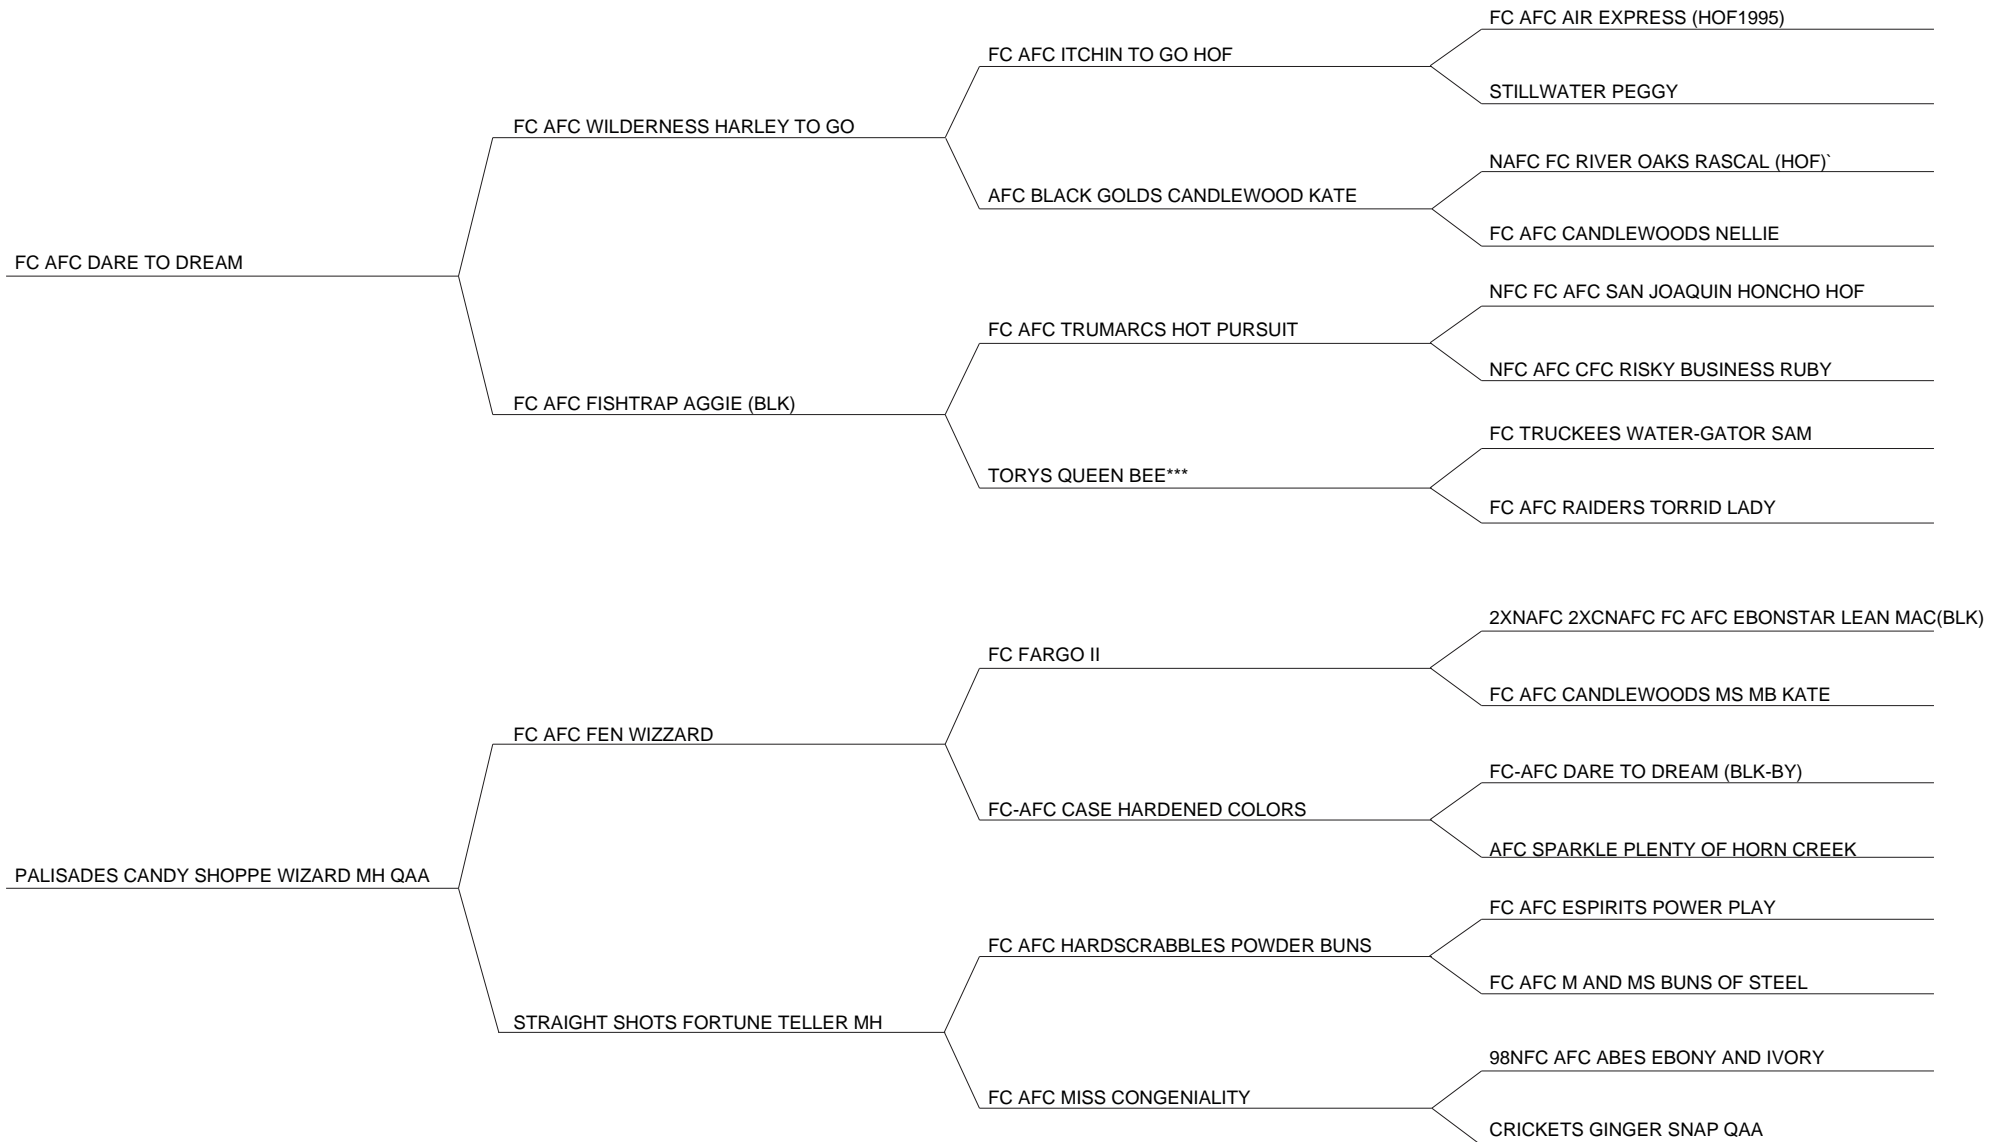 FC AFC AIR EXPRESS (HOF1995)
FC AFC ITCHIN TO GO HOF
STILLWATER PEGGY
FC AFC WILDERNESS HARLEY TO GO
NAFC FC RIVER OAKS RASCAL (HOF)`
AFC BLACK GOLDS CANDLEWOOD KATE
FC AFC CANDLEWOODS NELLIE
FC AFC DARE TO DREAM
NFC FC AFC SAN JOAQUIN HONCHO HOF
FC AFC TRUMARCS HOT PURSUIT
NFC AFC CFC RISKY BUSINESS RUBY
FC AFC FISHTRAP AGGIE (BLK)
FC TRUCKEES WATER-GATOR SAM
TORYS QUEEN BEE***
FC AFC RAIDERS TORRID LADY
2XNAFC 2XCNAFC FC AFC EBONSTAR LEAN MAC(BLK)
FC FARGO II
FC AFC CANDLEWOODS MS MB KATE
FC AFC FEN WIZZARD
FC-AFC DARE TO DREAM (BLK-BY)
FC-AFC CASE HARDENED COLORS
AFC SPARKLE PLENTY OF HORN CREEK
PALISADES CANDY SHOPPE WIZARD MH QAA
FC AFC ESPIRITS POWER PLAY
FC AFC HARDSCRABBLES POWDER BUNS
FC AFC M AND MS BUNS OF STEEL
STRAIGHT SHOTS FORTUNE TELLER MH
98NFC AFC ABES EBONY AND IVORY
FC AFC MISS CONGENIALITY
CRICKETS GINGER SNAP QAA